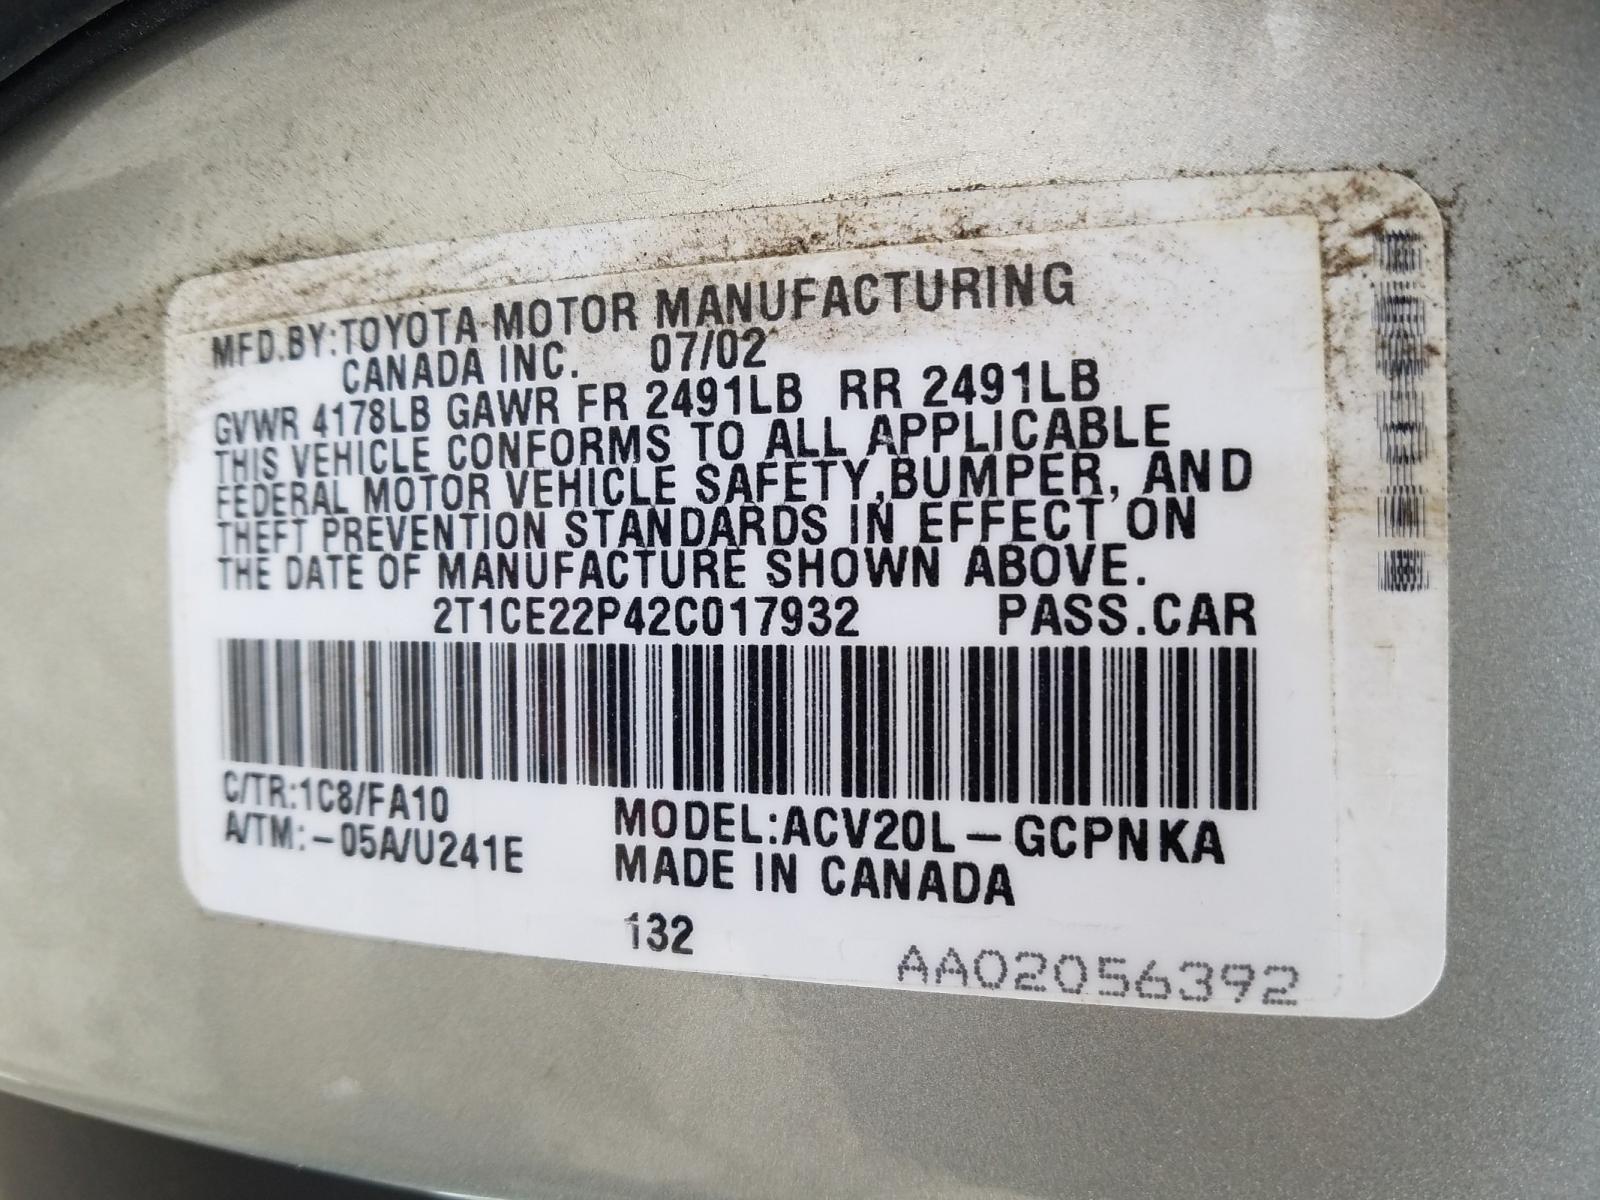 MFD.BY:TOYOTA MOTOR MANUFACTURING
CANADA INC. 07/02
GVWR 4178LB GAWR FR 2491LB RR 2491LB
THIS VEHICLE CONFORMS TO ALL APPLICABLE
FEDERAL MOTOR VEHICLE SAFETY,BUMPER, AND
THEFT PREVENTION STANDARDS IN EFFECT ON
THE DATE OF MANUFACTURE SHOWN ABOVE.
2T1CE22P42C017932 PASS.CAR
C/TR:1C8/FA10
A/TM:-05A/U241E
MODEL:ACV20L-GCPNKA
MADE IN CANADA
132
AA02056392